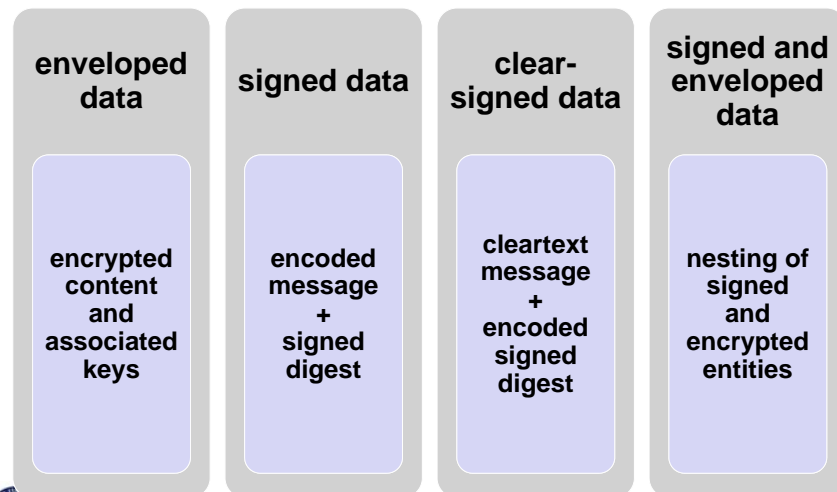 enveloped
data
encrypted
content
and
associated
keys
signed data
encoded
message
+
signed
digest
clear-
signed data
cleartext
message
+
encoded
signed
digest
signed and
enveloped
data
nesting of
signed
and
encrypted
entities